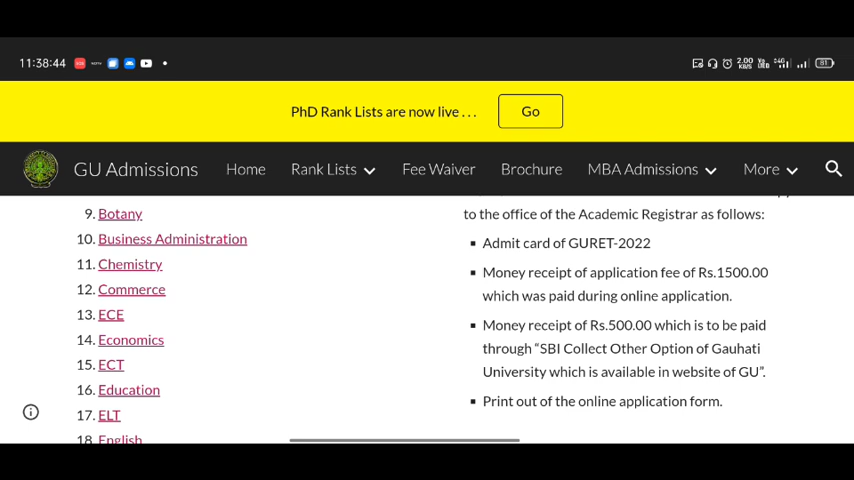 11:38:44
2.00 KB/S
4G
81
PhD Rank Lists are now live . . .
Go
GU Admissions
Home
Rank Lists
Fee Waiver
Brochure
MBA Admissions
More
9. Botany
10. Business Administration
11. Chemistry
12. Commerce
13. ECE
14. Economics
15. ECT
16. Education
17. ELT
18. English
to the office of the Academic Registrar as follows:
▪ Admit card of GURET-2022
▪ Money receipt of application fee of Rs.1500.00
which was paid during online application.
▪ Money receipt of Rs.500.00 which is to be paid
through “SBI Collect Other Option of Gauhati
University which is available in website of GU”.
▪ Print out of the online application form.